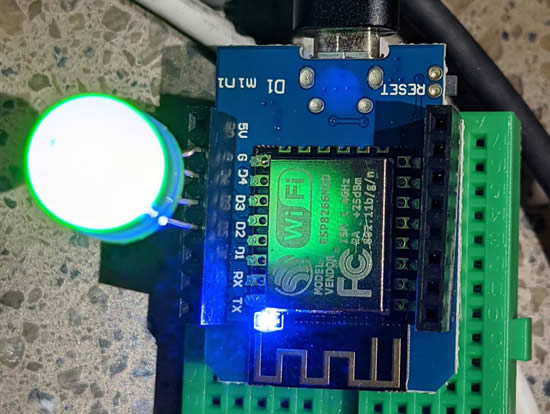 D1 mini
RESET
5V
G
D4
D3
D2
D1
RX
TX
WiFi
MODEL
VENDOR
ESP8266MOD
ISM 2.4GHz
PA +25dBm
802.11b/g/n
FC